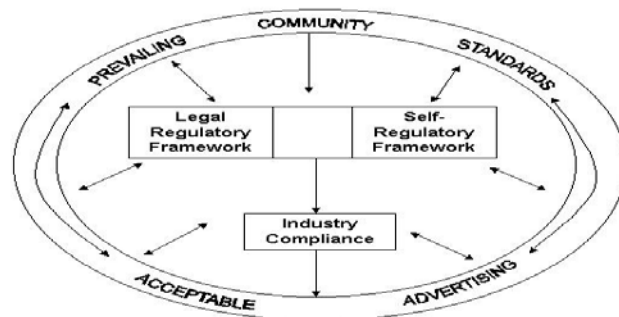 PREVAILING COMMUNITY STANDARDS
Legal
Regulatory
Framework
Self-
Regulatory
Framework
Industry
Compliance
ACCEPTABLE ADVERTISING